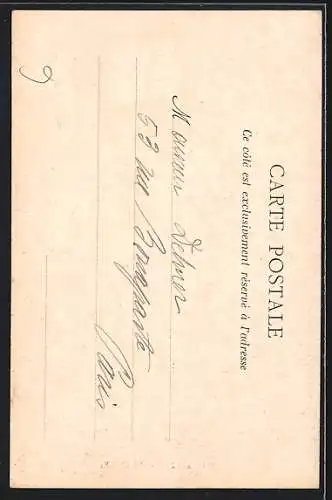 CARTE POSTALE
Ce côté est exclusivement réservé à l'adresse
Monsieur
53 rue Bonaparte
Paris
9